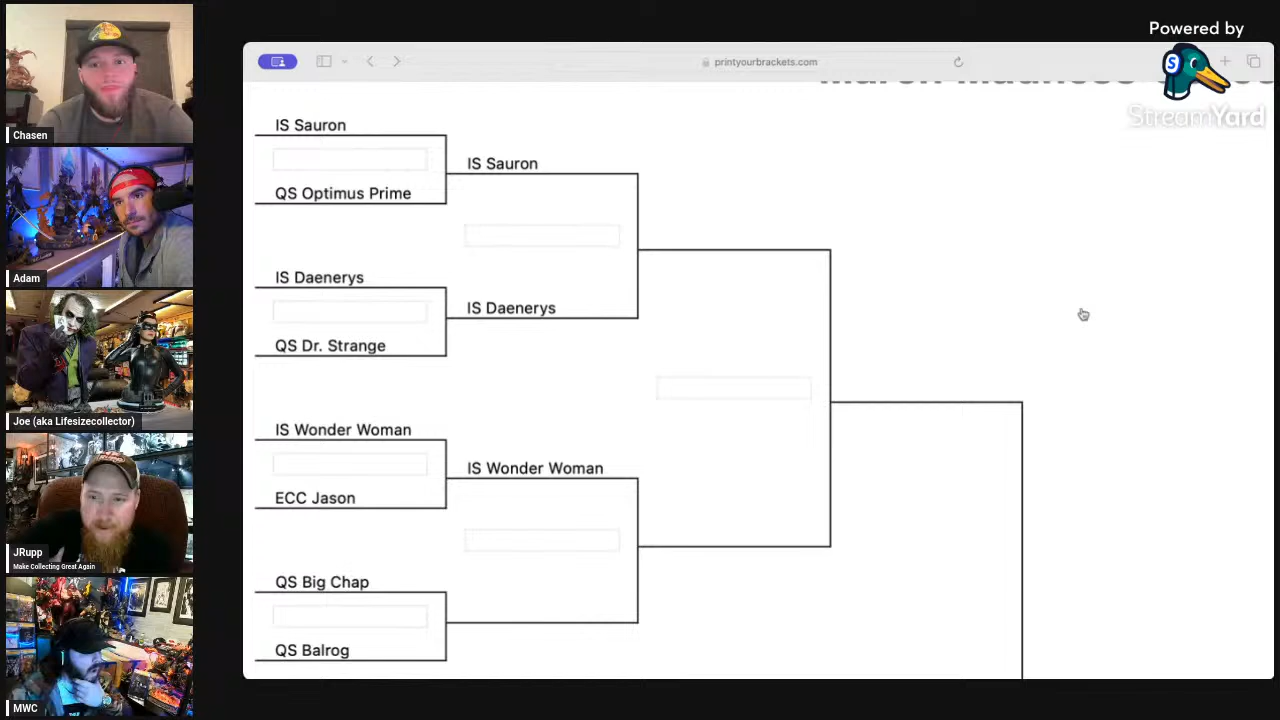 Powered by
StreamYard
printyourbrackets.com
IS Sauron
IS Sauron
QS Optimus Prime
IS Daenerys
IS Daenerys
QS Dr. Strange
IS Wonder Woman
IS Wonder Woman
ECC Jason
QS Big Chap
QS Balrog
Chasen
Adam
Joe (aka Lifesizecollector)
JRupp
Make Collecting Great Again
MWC